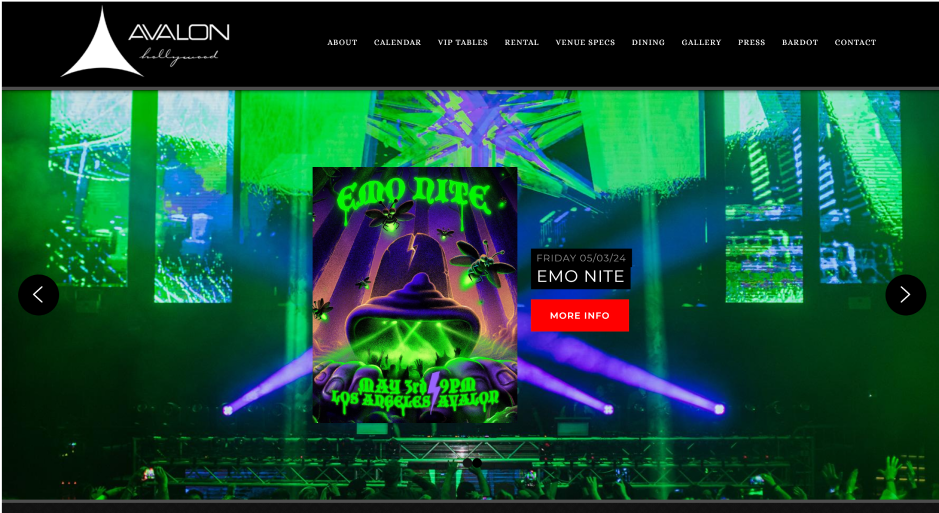 AVALON
hollywood
ABOUT CALENDAR VIP TABLES RENTAL VENUE SPECS DINING GALLERY PRESS BARDOT CONTACT
EMO NITE
MAY 3rd 9PM
LOS ANGELES AVALON
FRIDAY 05/03/24
EMO NITE
MORE INFO